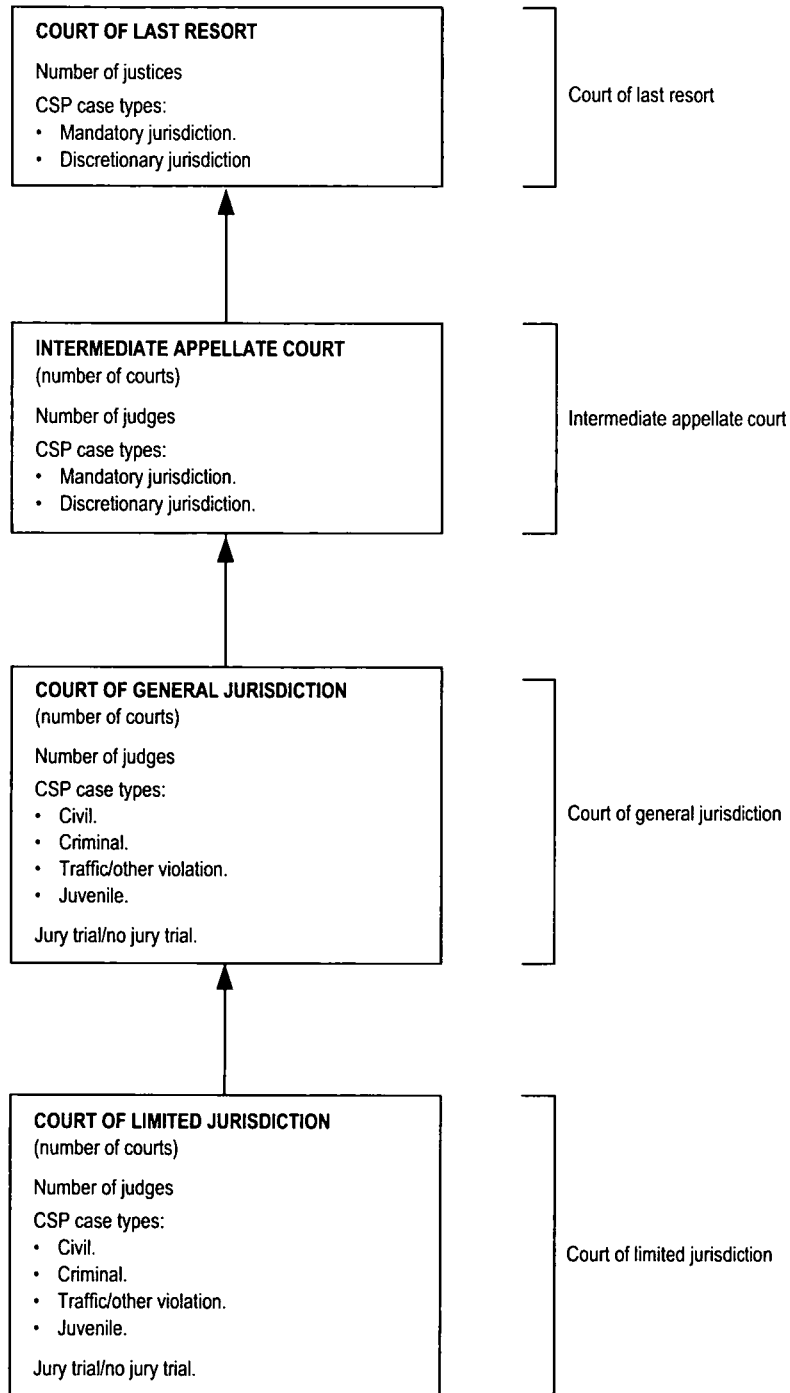 COURT OF LAST RESORT
Number of justices
CSP case types:
• Mandatory jurisdiction.
• Discretionary jurisdiction
Court of last resort
INTERMEDIATE APPELLATE COURT
(number of courts)
Number of judges
CSP case types:
• Mandatory jurisdiction.
• Discretionary jurisdiction.
Intermediate appellate court
COURT OF GENERAL JURISDICTION
(number of courts)
Number of judges
CSP case types:
• Civil.
• Criminal.
• Traffic/other violation.
• Juvenile.
Jury trial/no jury trial.
Court of general jurisdiction
COURT OF LIMITED JURISDICTION
(number of courts)
Number of judges
CSP case types:
• Civil.
• Criminal.
• Traffic/other violation.
• Juvenile.
Jury trial/no jury trial.
Court of limited jurisdiction